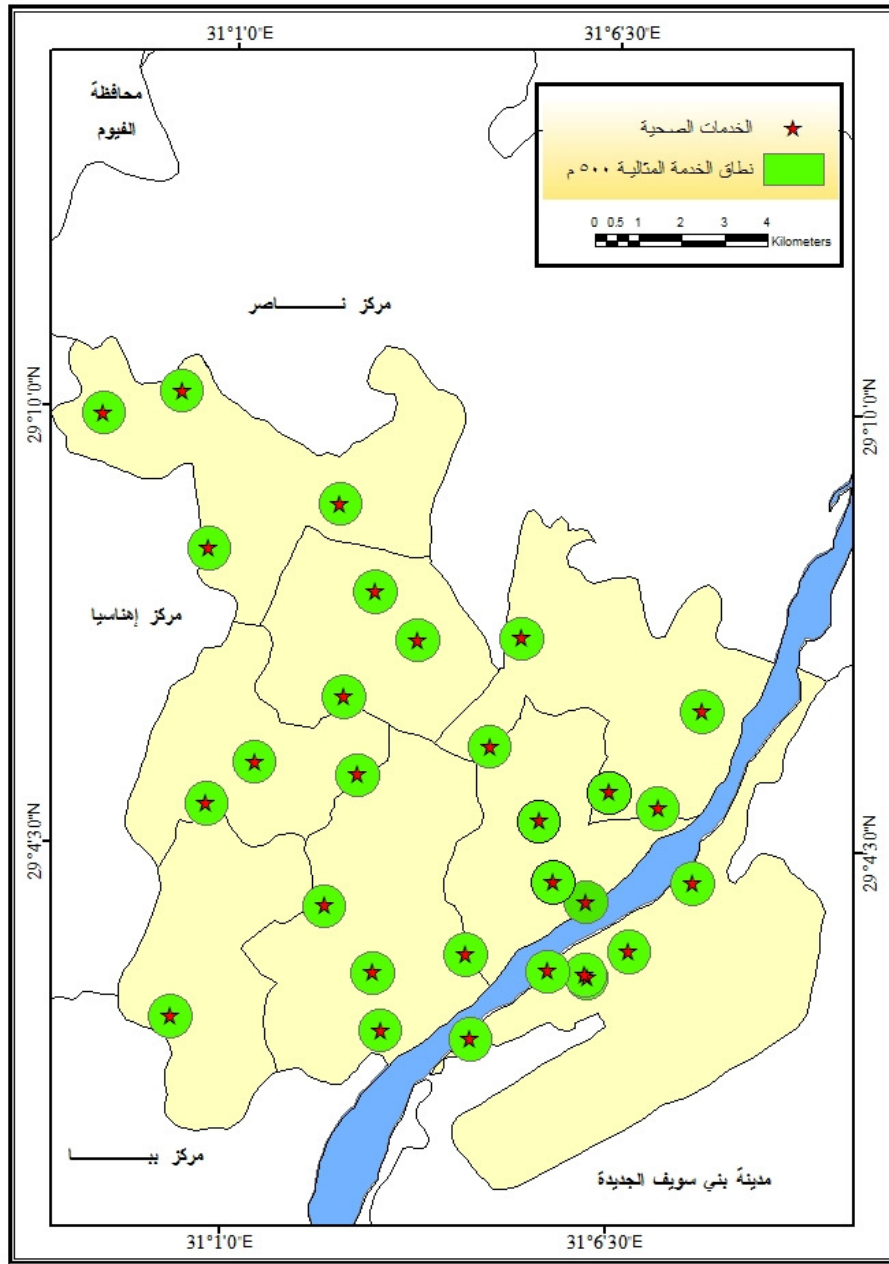 31°1'0"E
31°6'30"E
محافظة
الفيوم
الخدمات الصحية
نطاق الخدمة المثالية ٥٠٠ م
0 0.5 1 2 3 4
Kilometers
مركز نـــــــاصر
29°10'0"N
29°10'0"N
مركز إهناسيا
29°4'30"N
29°4'30"N
مركز ببـــــــا
مدينة بني سويف الجديدة
31°1'0"E
31°6'30"E